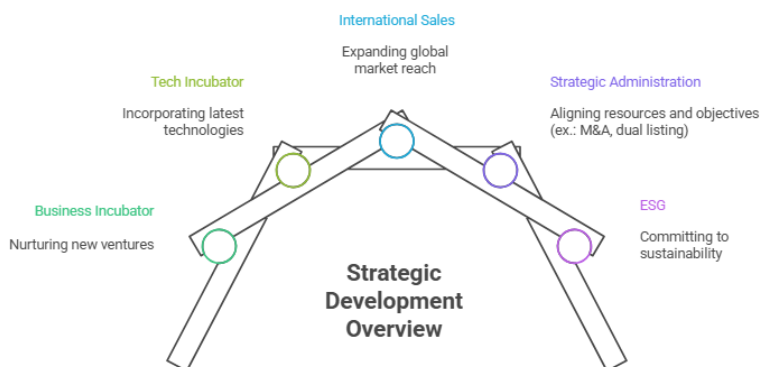 International Sales
Expanding global
market reach
Tech Incubator
Incorporating latest
technologies
Strategic Administration
Aligning resources and objectives
(ex.: M&A, dual listing)
Business Incubator
Nurturing new ventures
ESG
Committing to
sustainability
Strategic
Development
Overview